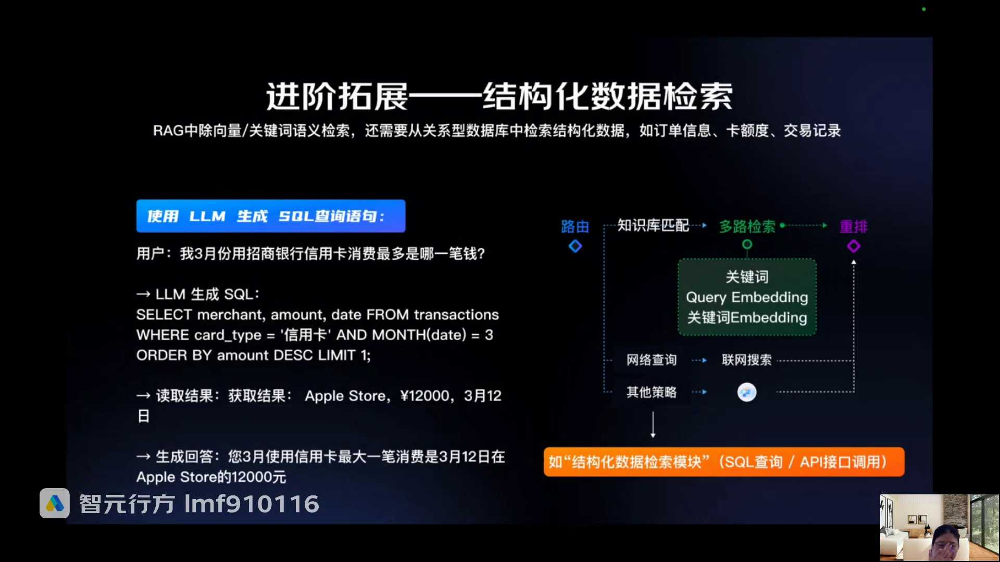 进阶拓展——结构化数据检索
RAG中除向量/关键词语义检索，还需要从关系型数据库中检索结构化数据，如订单信息、卡额度、交易记录
使用 LLM 生成 SQL查询语句：
用户：我3月份用招商银行信用卡消费最多是哪一笔钱？
→ LLM 生成 SQL：
SELECT merchant, amount, date FROM transactions
WHERE card_type = '信用卡' AND MONTH(date) = 3
ORDER BY amount DESC LIMIT 1;
→ 读取结果：获取结果： Apple Store，¥12000，3月12
日
→ 生成回答：您3月使用信用卡最大一笔消费是3月12日在
Apple Store的12000元
路由
知识库匹配
多路检索
重排
关键词
Query Embedding
关键词Embedding
网络查询
联网搜索
其他策略
如“结构化数据检索模块”（SQL查询 / API接口调用）
智元行方 lmf910116